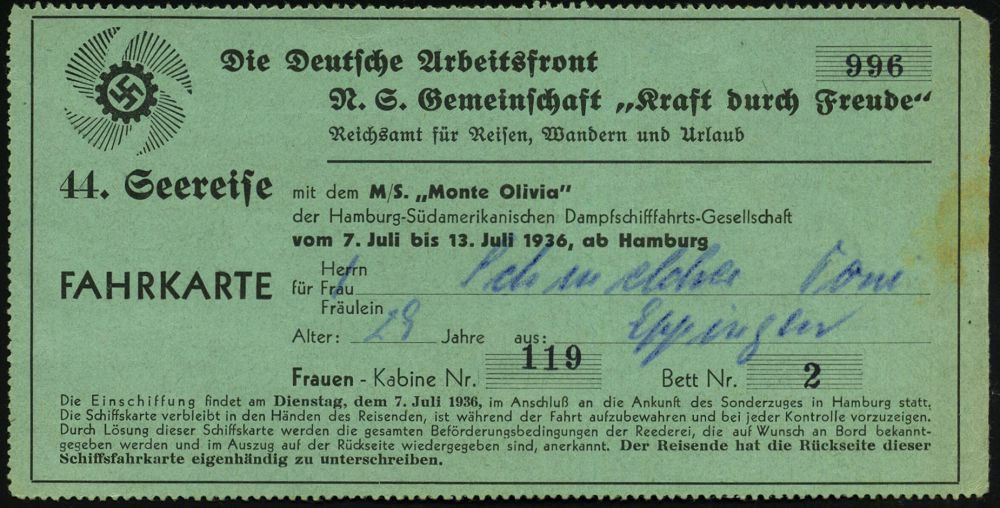 Die Deutsche Arbeitsfront
996
N. S. Gemeinschaft „Kraft durch Freude“
Reichsamt für Reisen, Wandern und Urlaub
44. Seereise
mit dem M/S. „Monte Olivia“
der Hamburg-Südamerikanischen Dampfschifffahrts-Gesellschaft
vom 7. Juli bis 13. Juli 1936, ab Hamburg
FAHRKARTE
Herrn
für Frau
Fräulein
Alter: 29 Jahre aus: Eppingen
Frauen - Kabine Nr. 119 Bett Nr. 2
Die Einschiffung findet am Dienstag, dem 7. Juli 1936, im Anschluß an die Ankunft des Sonderzuges in Hamburg statt.
Die Schiffskarte verbleibt in den Händen des Reisenden, ist während der Fahrt aufzubewahren und bei jeder Kontrolle vorzuzeigen.
Durch Lösung dieser Schiffskarte werden die gesamten Beförderungsbedingungen der Reederei, die auf Wunsch an Bord bekannt-
gegeben werden und im Auszug auf der Rückseite wiedergegeben sind, anerkannt. Der Reisende hat die Rückseite dieser
Schiffsfahrkarte eigenhändig zu unterschreiben.